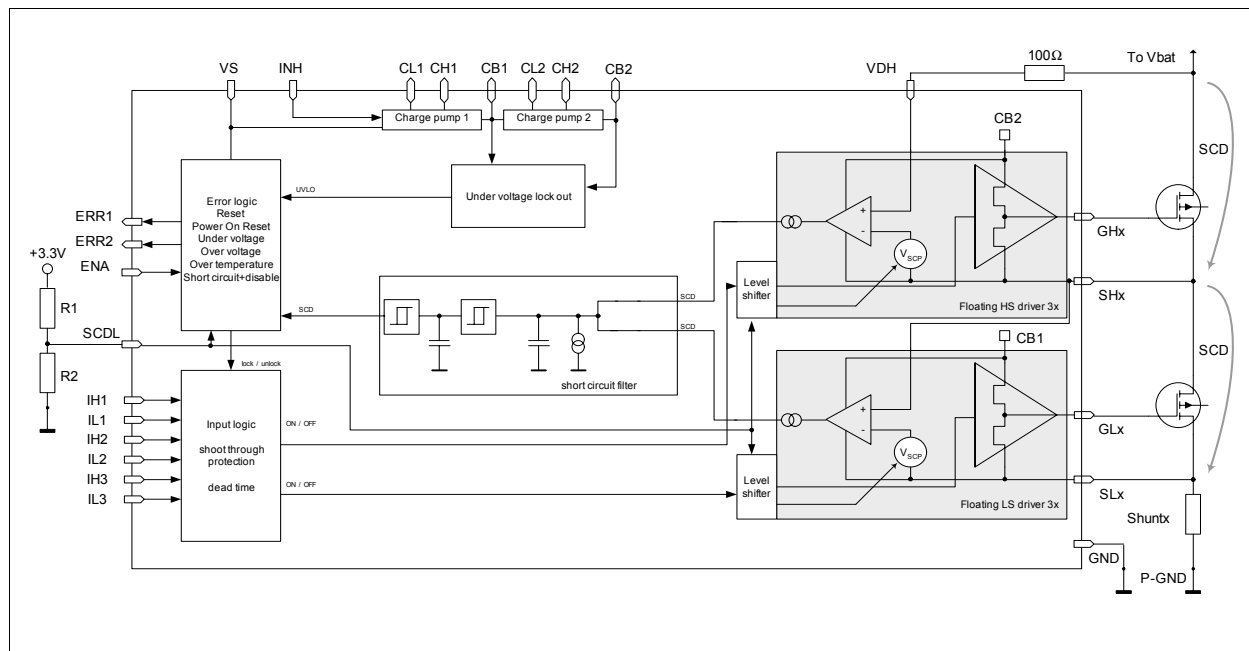 VS
INH
CL1
CH1
CB1
CL2
CH2
CB2
VDH
100Ω
To Vbat
Charge pump 1
Charge pump 2
CB2
SCD
UVLO
Under voltage lock out
Error logic
Reset
Power On Reset
Under voltage
Over voltage
Over temperature
Short circuit+disable
ERR1
ERR2
ENA
+3.3V
R1
SCDL
R2
+
-
VSCP
GHx
Level
shifter
SHx
Floating HS driver 3x
SCD
SCD
SCD
short circuit filter
CB1
SCD
lock / unlock
IH1
IL1
IH2
IL2
IH3
IL3
Input logic
shoot through
protection
dead time
ON / OFF
ON / OFF
+
-
VSCP
GLx
Level
shifter
SLx
Floating LS driver 3x
Shuntx
GND
P-GND